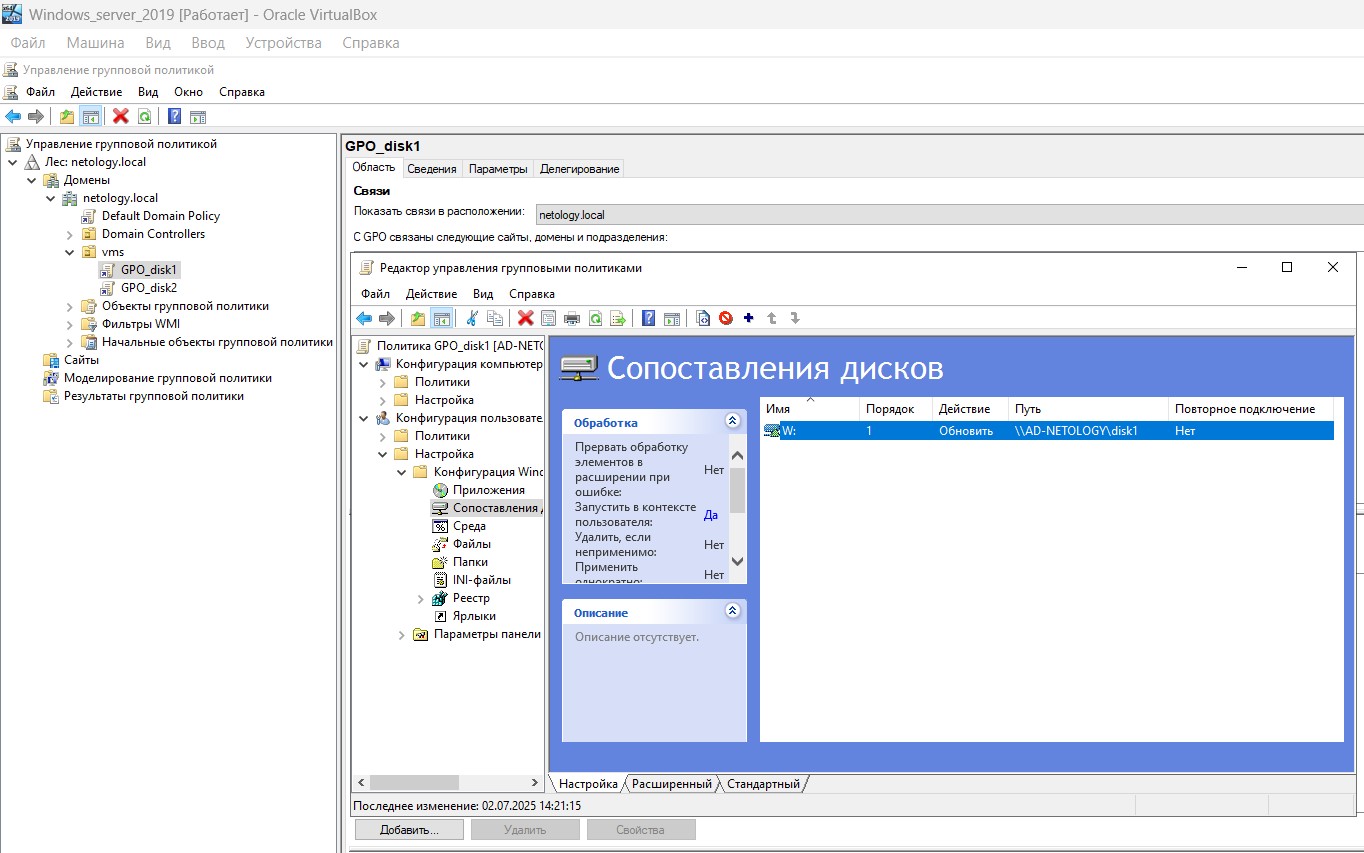 Windows_server_2019 [Работает] - Oracle VirtualBox
Файл Машина Вид Ввод Устройства Справка
Управление групповой политикой
Файл Действие Вид Окно Справка
Управление групповой политикой
Лес: netology.local
Домены
netology.local
Default Domain Policy
Domain Controllers
vms
GPO_disk1
GPO_disk2
Объекты групповой политики
Фильтры WMI
Начальные объекты групповой политики
Сайты
Моделирование групповой политики
Результаты групповой политики
GPO_disk1
Область Сведения Параметры Делегирование
Связи
Показать связи в расположении: netology.local
С GPO связаны следующие сайты, домены и подразделения:
Редактор управления групповыми политиками
Файл Действие Вид Справка
Политика GPO_disk1 [AD-NETO
Конфигурация компьютер
Политики
Настройка
Конфигурация пользовате.
Политики
Настройка
Конфигурация Winc
Приложения
Сопоставления
Среда
Файлы
Папки
INI-файлы
Реестр
Ярлыки
Параметры панели
Сопоставления дисков
Обработка
Прервать обработку
элементов в
расширении при
ошибке: Нет
Запустить в контексте
пользователя: Да
Удалить, если
неприменимо: Нет
Применить
однократно: Нет
Описание
Описание отсутствует.
Имя Порядок Действие Путь Повторное подключение
W: 1 Обновить \\AD-NETOLOGY\disk1 Нет
Настройка Расширенный Стандартный
Последнее изменение: 02.07.2025 14:21:15
Добавить... Удалить Свойства